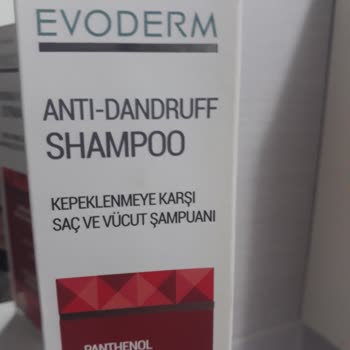 EVODERM
ANTI-DANDRUFF
SHAMPOO
KEPEKLENMEYE KARŞI
SAÇ VE VÜCUT ŞAMPUANI
PANTHENOL